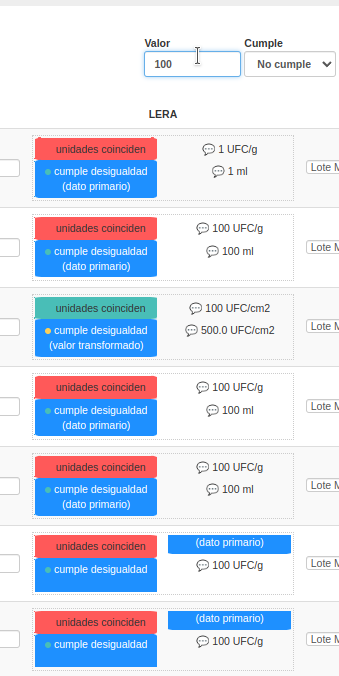 Valor Cumple
100 No cumple
LERA
unidades coinciden 💬 1 UFC/g
cumple desigualdad 💬 1 ml Lote M
(dato primario)
unidades coinciden 💬 100 UFC/g
cumple desigualdad 💬 100 ml Lote M
(dato primario)
unidades coinciden 💬 100 UFC/cm2
cumple desigualdad 💬 500.0 UFC/cm2 Lote M
(valor transformado)
unidades coinciden 💬 100 UFC/g
cumple desigualdad 💬 100 ml Lote M
(dato primario)
unidades coinciden 💬 100 UFC/g
cumple desigualdad 💬 100 ml Lote M
(dato primario)
unidades coinciden (dato primario)
cumple desigualdad 💬 100 UFC/g Lote M
unidades coinciden (dato primario)
cumple desigualdad 💬 100 UFC/g Lote M